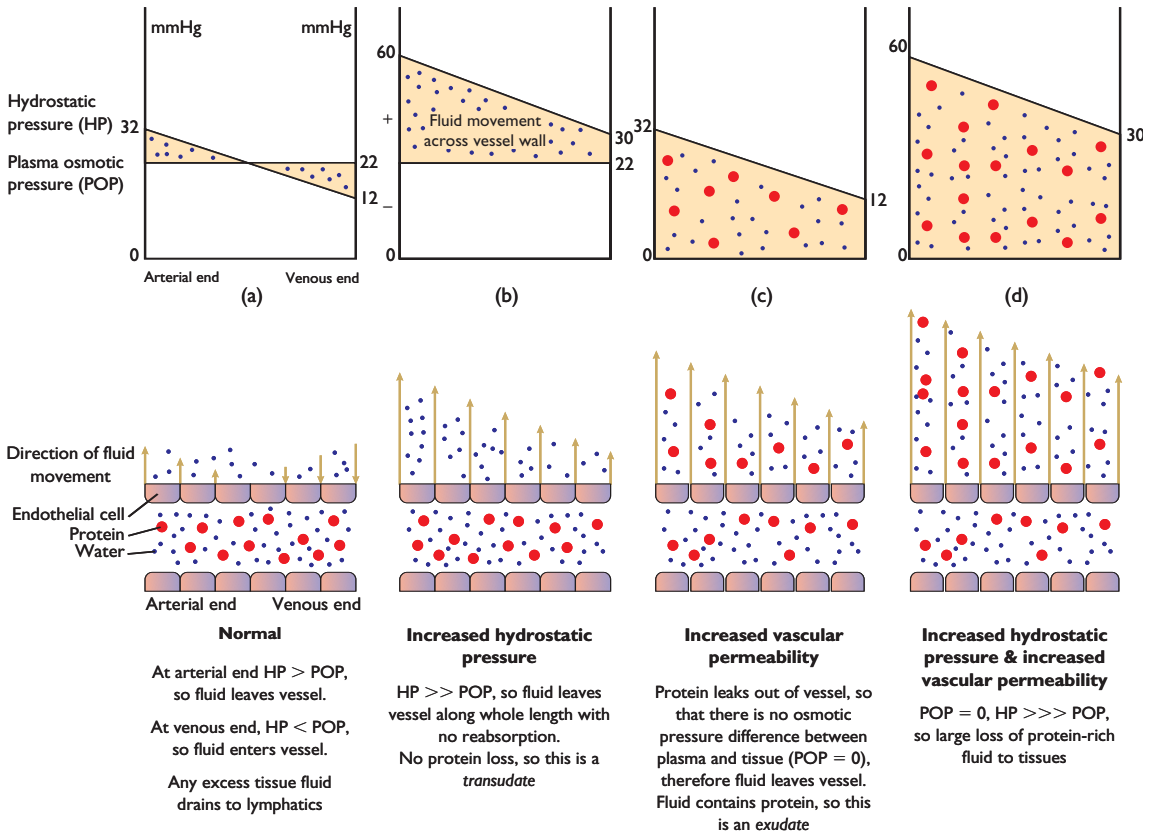 mmHg
mmHg
Hydrostatic
pressure (HP)
32
Plasma osmotic
pressure (POP)
22
12
0
Arterial end
Venous end
(a)
60
+
Fluid movement
across vessel wall
30
22
–
0
(b)
32
12
0
(c)
60
30
0
(d)
Direction of fluid
movement
Endothelial cell
Protein
Water
Arterial end
Venous end
Normal
At arterial end HP > POP,
so fluid leaves vessel.
At venous end, HP < POP,
so fluid enters vessel.
Any excess tissue fluid
drains to lymphatics
Increased hydrostatic
pressure
HP >> POP, so fluid leaves
vessel along whole length with
no reabsorption.
No protein loss, so this is a
transudate
Increased vascular
permeability
Protein leaks out of vessel, so
that there is no osmotic
pressure difference between
plasma and tissue (POP = 0),
therefore fluid leaves vessel.
Fluid contains protein, so this
is an exudate
Increased hydrostatic
pressure & increased
vascular permeability
POP = 0, HP >>> POP,
so large loss of protein-rich
fluid to tissues